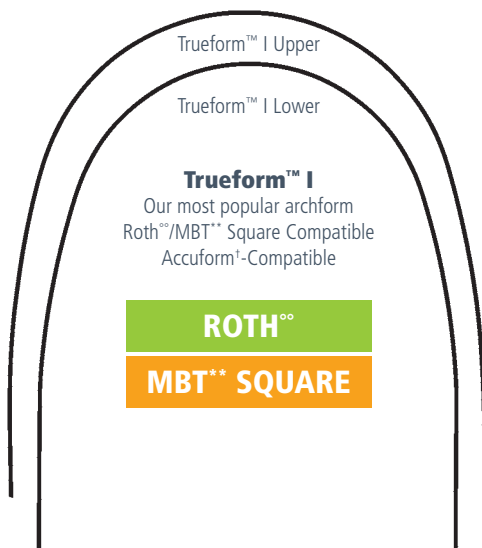 Trueform™ I Upper
Trueform™ I Lower
Trueform™ I
Our most popular archform
Roth°°/MBT** Square Compatible
Accuform†-Compatible
ROTH°°
MBT** SQUARE